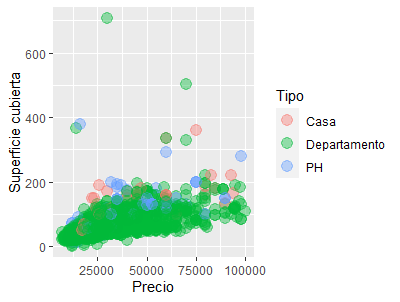 Superficie cubierta
600
400
200
0
25000 50000 75000 100000
Precio
Tipo
Casa
Departamento
PH